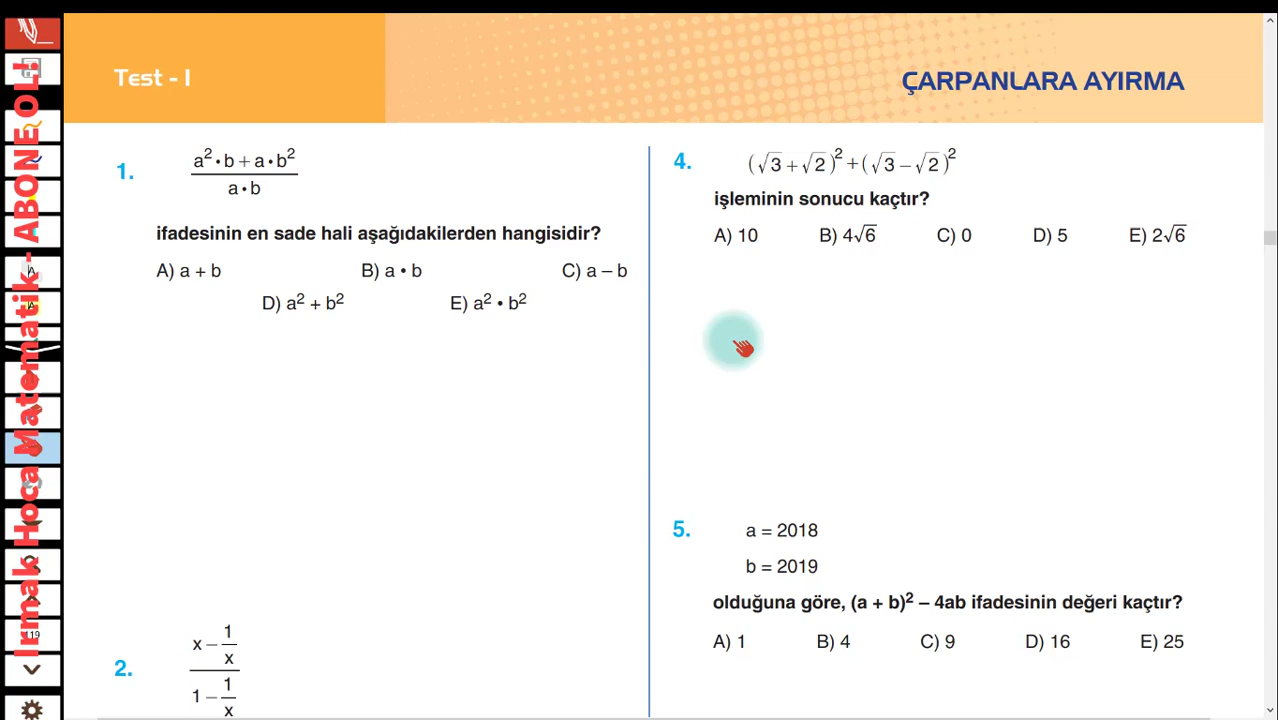 Irmak Hoca Matematik- ABONE OL!
119
Test - I
ÇARPANLARA AYIRMA
1.
a² • b + a • b²
a • b
ifadesinin en sade hali aşağıdakilerden hangisidir?
A) a + b B) a • b C) a – b
D) a² + b² E) a² • b²
2.
x – 1/x
1 – 1/x
4.
(√3 + √2)² + (√3 – √2)²
işleminin sonucu kaçtır?
A) 10 B) 4√6 C) 0 D) 5 E) 2√6
5.
a = 2018
b = 2019
olduğuna göre, (a + b)² – 4ab ifadesinin değeri kaçtır?
A) 1 B) 4 C) 9 D) 16 E) 25